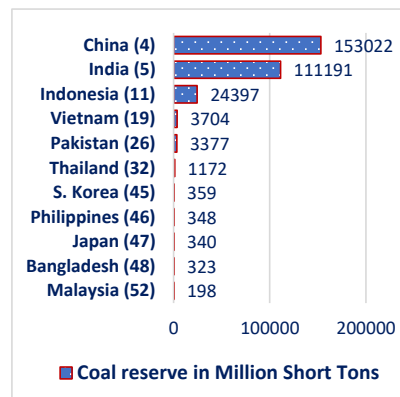 China (4) 153022
India (5) 111191
Indonesia (11) 24397
Vietnam (19) 3704
Pakistan (26) 3377
Thailand (32) 1172
S. Korea (45) 359
Philippines (46) 348
Japan (47) 340
Bangladesh (48) 323
Malaysia (52) 198
0 100000 200000
Coal reserve in Million Short Tons